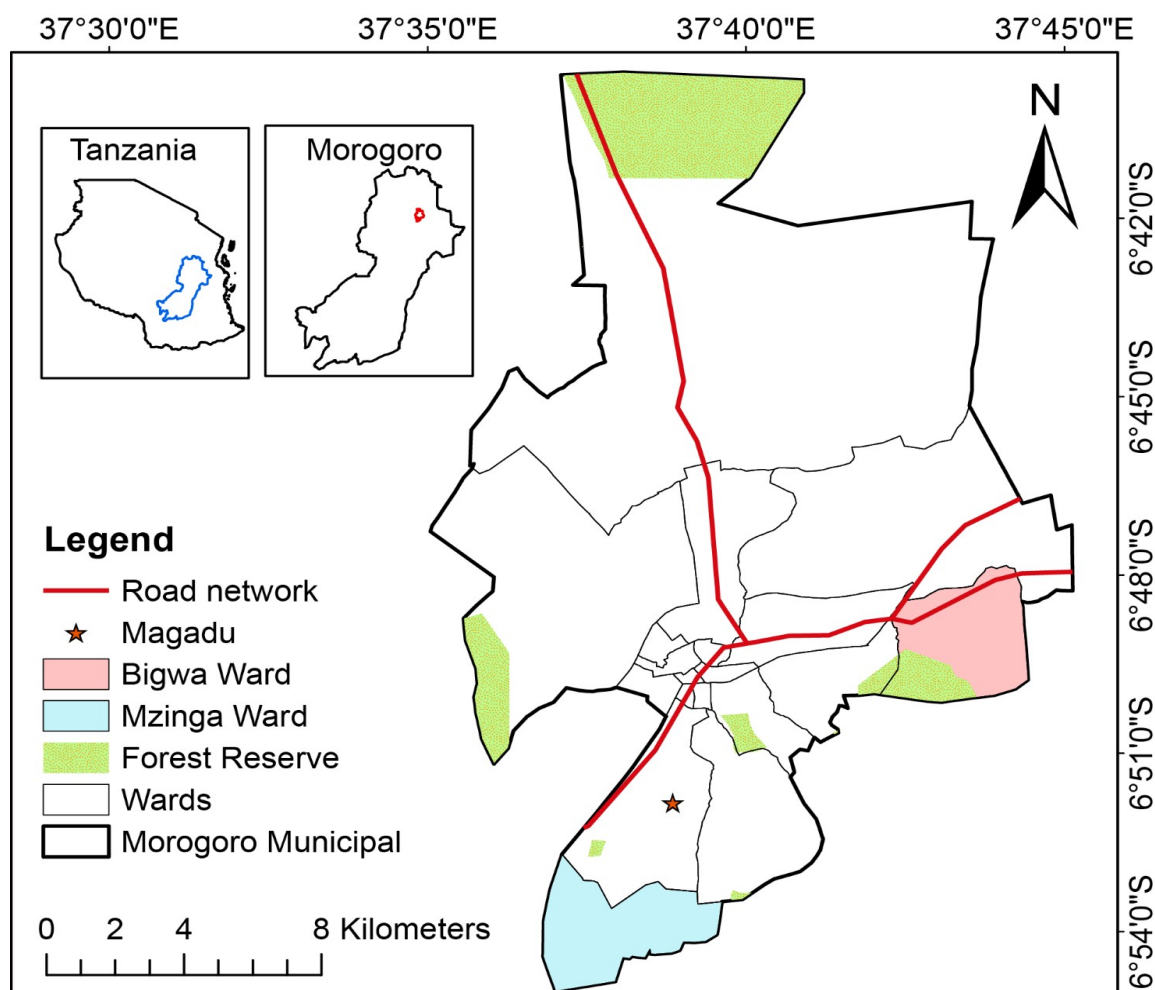 37°30'0"E 37°35'0"E 37°40'0"E 37°45'0"E
N
Tanzania
Morogoro
6°42'0"S
6°45'0"S
6°48'0"S
6°51'0"S
6°54'0"S
Legend
Road network
Magadu
Bigwa Ward
Mzinga Ward
Forest Reserve
Wards
Morogoro Municipal
0 2 4 8 Kilometers